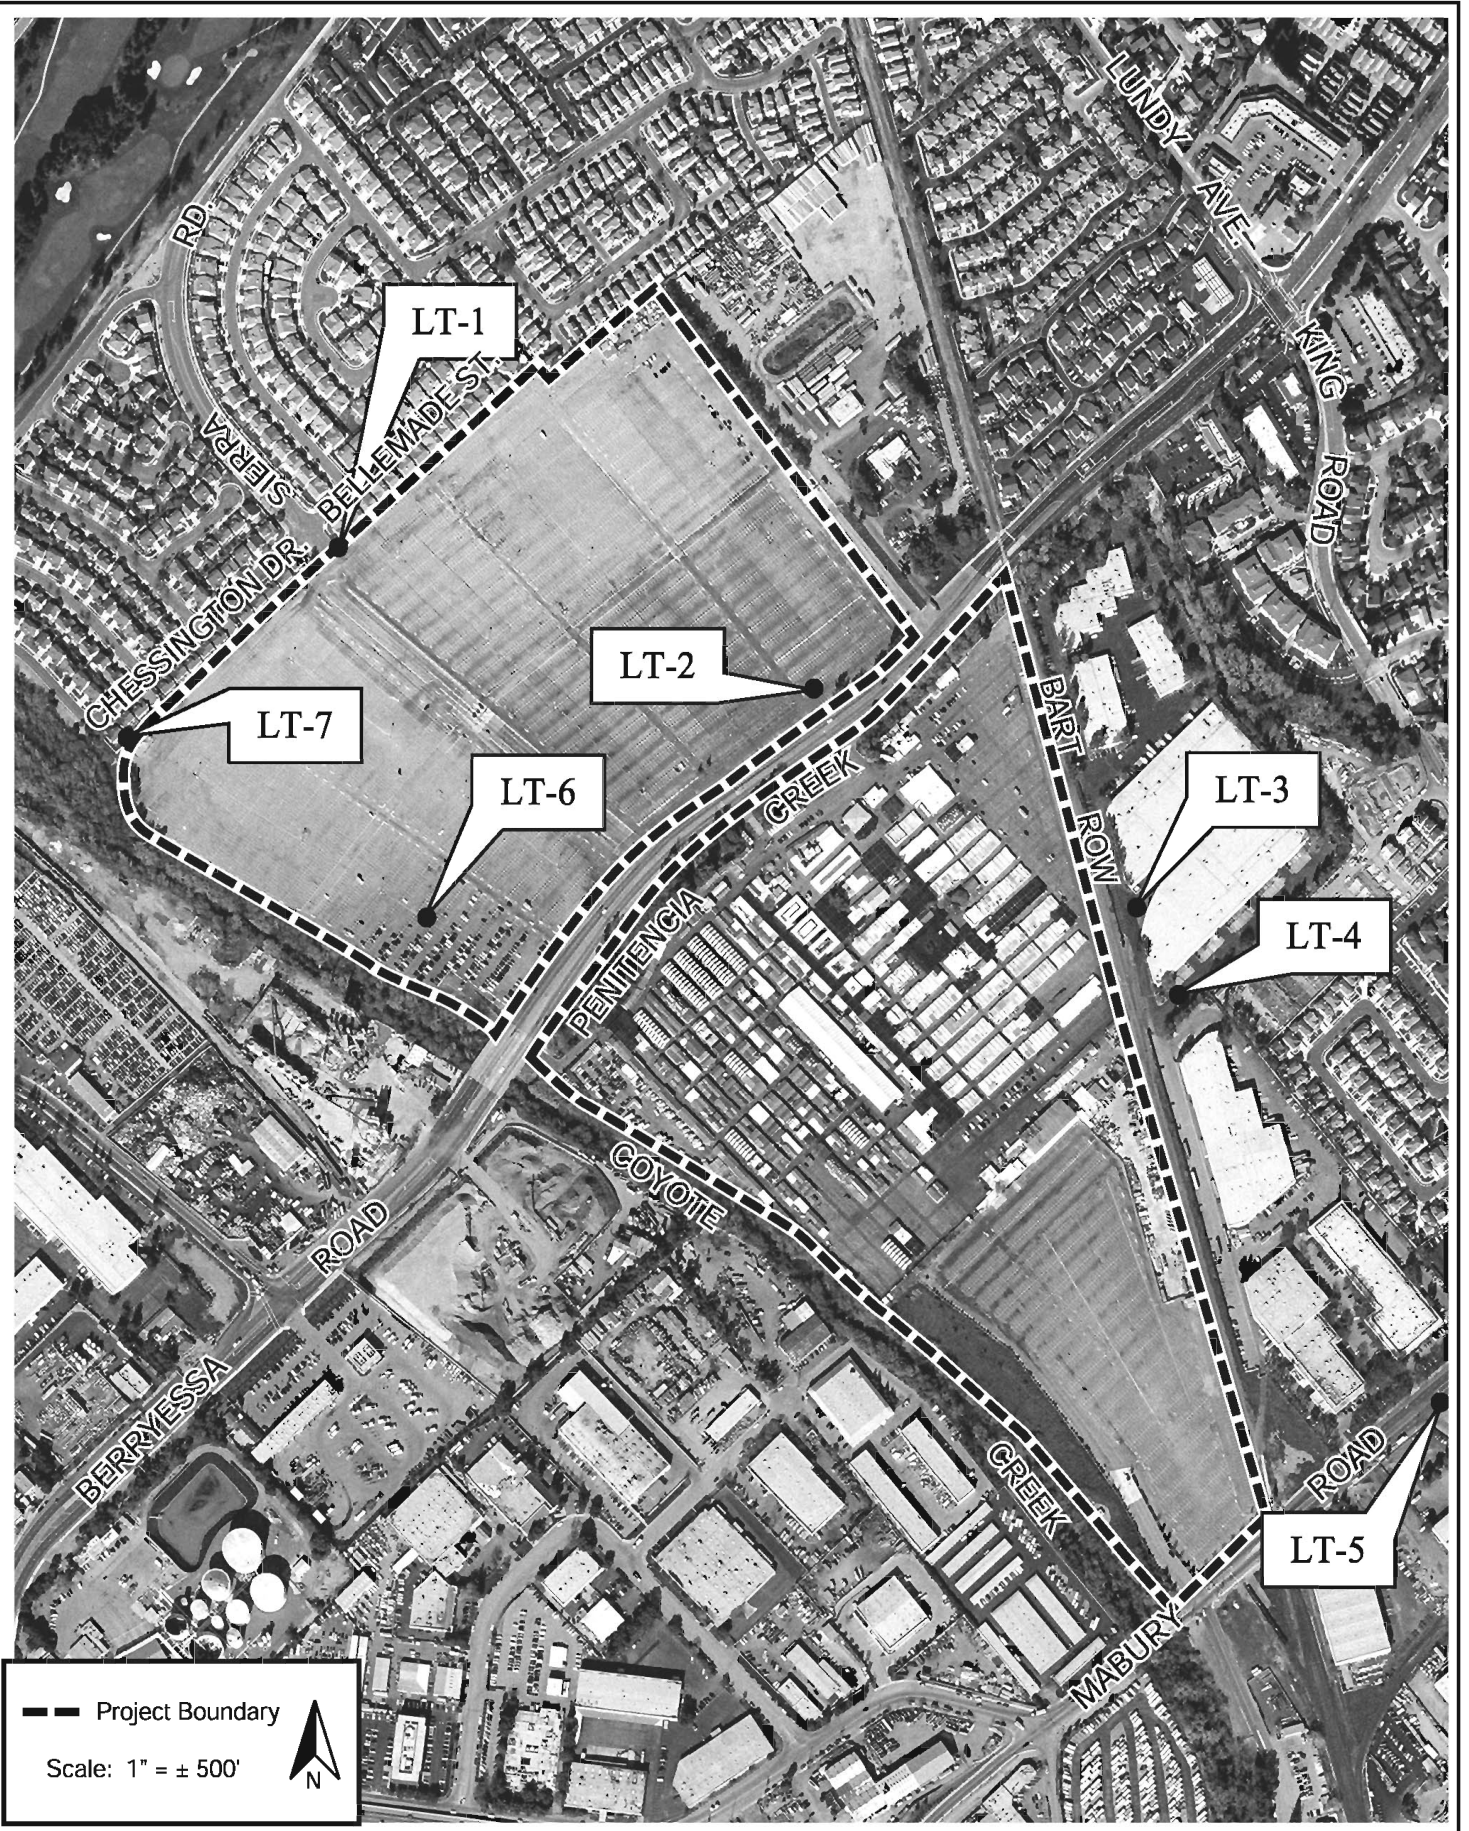 LUNDY
AVE.
RD.
SIERRA
LT-1
BELLEMADE ST.
KING
ROAD
CHESSINGTON DR.
LT-2
LT-7
BART
ROW
LT-6
CREEK
PENITENCIA
LT-3
LT-4
COYOTE
CREEK
ROAD
BERRYESSA
ROAD
LT-5
MABURY
Project Boundary
Scale: 1" = ± 500'
N